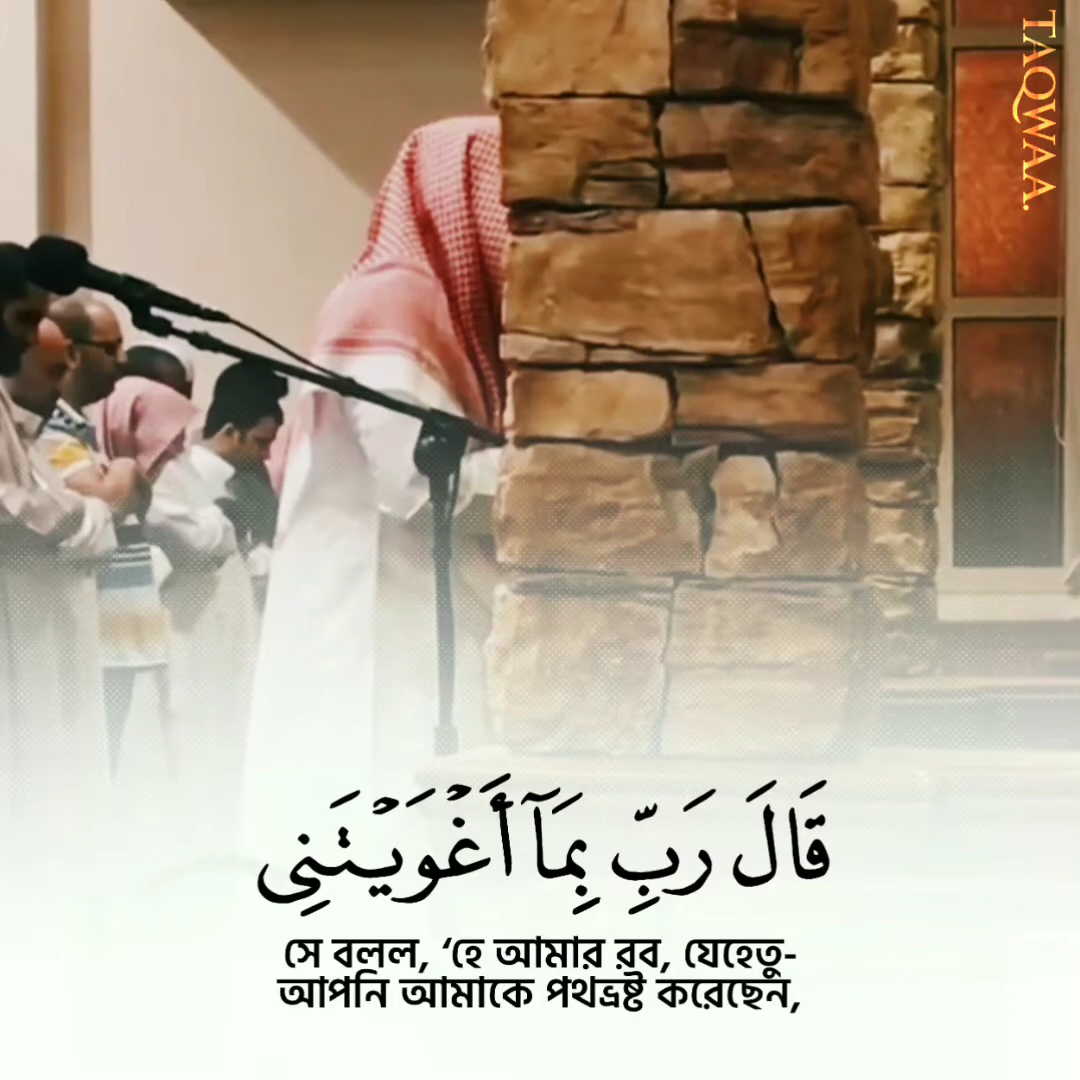 TAQWAA.
قَالَ رَبِّ بِمَآ أَغْوَيْتَنِى
সে বলল, ‘হে আমার রব, যেহেতু-
আপনি আমাকে পথভ্রষ্ট করেছেন,